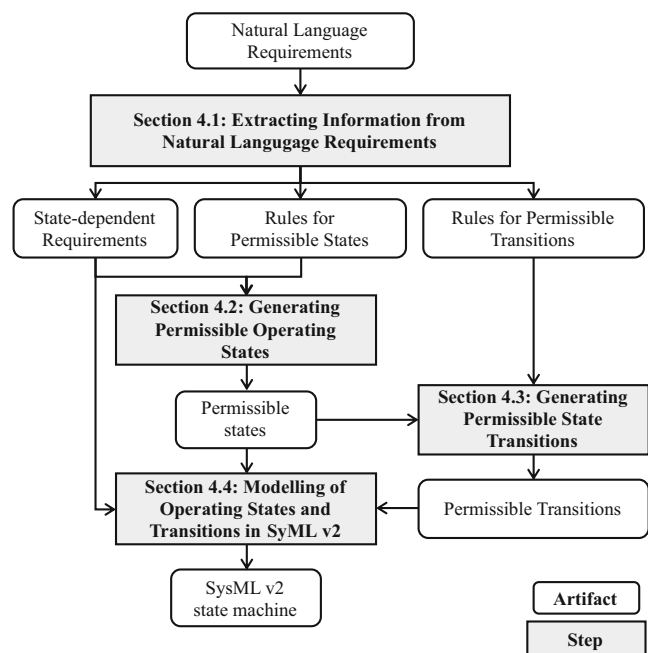 Natural Language
Requirements
Section 4.1: Extracting Information from
Natural Langugage Requirements
State-dependent
Requirements
Rules for
Permissible States
Rules for Permissible
Transitions
Section 4.2: Generating
Permissible Operating
States
Permissible
states
Section 4.3: Generating
Permissible State
Transitions
Section 4.4: Modelling of
Operating States and
Transitions in SyML v2
Permissible Transitions
SysML v2
state machine
Artifact
Step